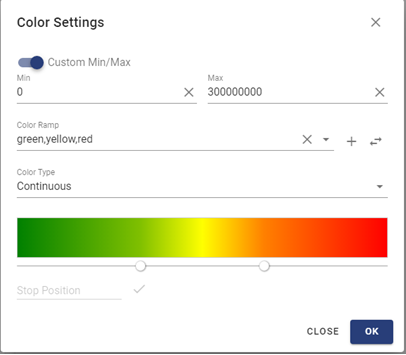 Color Settings
Custom Min/Max
Min
Max
0
300000000
Color Ramp
green,yellow,red
Color Type
Continuous
Stop Position
CLOSE
OK